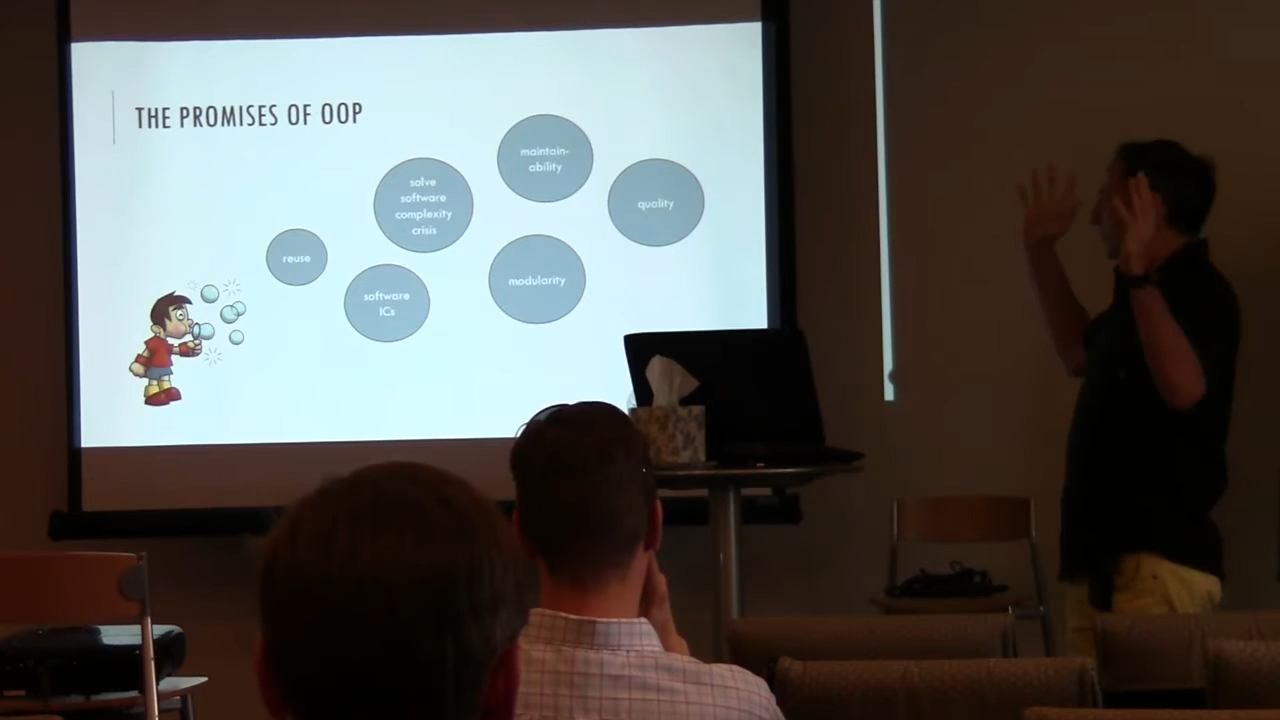 THE PROMISES OF OOP
maintain-
ability
solve
software
complexity
crisis
quality
reuse
modularity
software
ICs